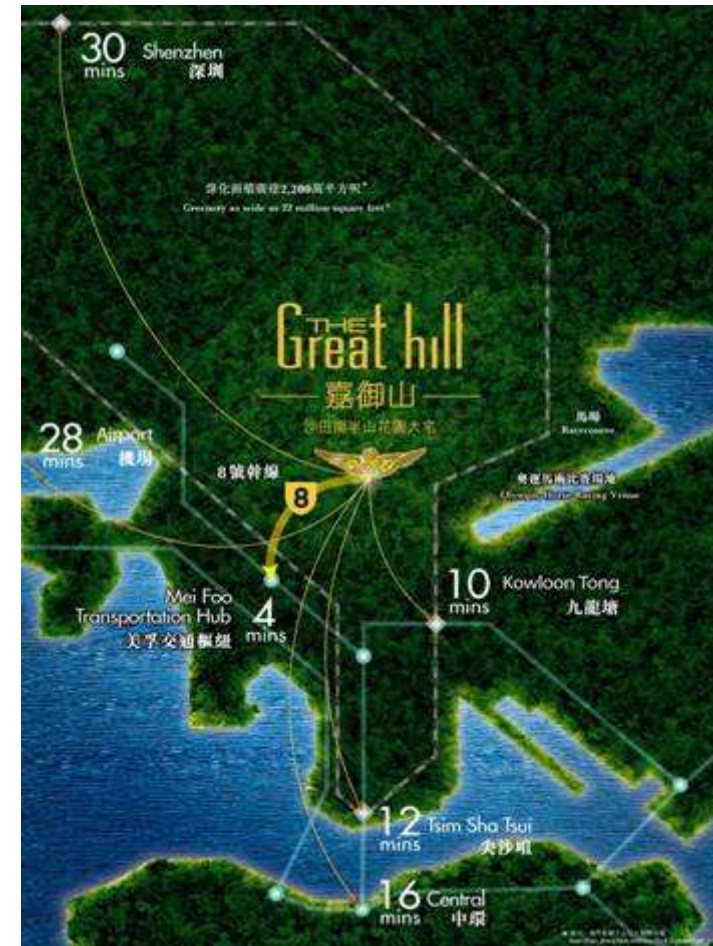 30
mins
Shenzhen
深圳
綠化面積廣達2,200萬平方呎*
Greenery as wide as 22 million square feet*
THE
Great hill
嘉御山
沙田南半山花園大宅
28
mins
Airport
機場
8號幹線
8
馬場
Racecourse
奧運馬術比賽場地
Olympic Horse Racing Venue
10
mins
Kowloon Tong
九龍塘
Mei Foo
Transportation Hub
美孚交通樞紐
4
mins
12
mins
Tsim Sha Tsui
尖沙咀
16
mins
Central
中環